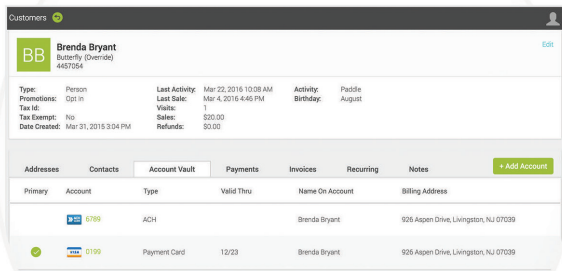 Customers
BB
Brenda Bryant
Butterfly (Override)
4457054
Edit
Type: Person Last Activity: Mar 22, 2016 10:08 AM Activity: Paddle
Promotions: Opt In Last Sale: Mar 4, 2016 4:46 PM Birthday: August
Tax Id: Visits: 1
Tax Exempt: No Sales: $20.00
Date Created: Mar 31, 2015 3:04 PM Refunds: $0.00
Addresses Contacts Account Vault Payments Invoices Recurring Notes + Add Account
Primary Account Type Valid Thru Name On Account Billing Address
6789 ACH Brenda Bryant 926 Aspen Drive, Livingston, NJ 07039
VISA 0199 Payment Card 12/23 Brenda Bryant 926 Aspen Drive, Livingston, NJ 07039